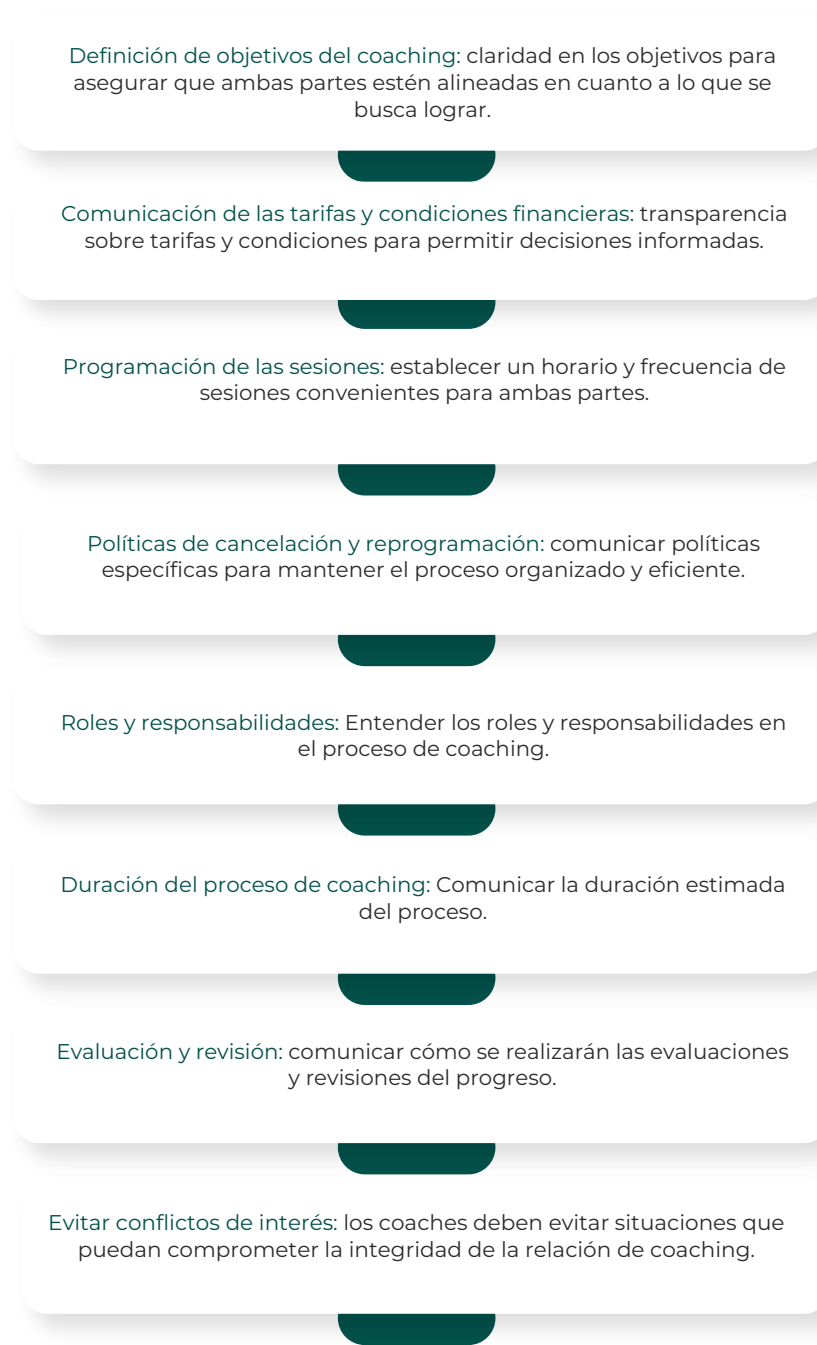 Definición de objetivos del coaching: claridad en los objetivos para
asegurar que ambas partes estén alineadas en cuanto a lo que se
busca lograr.
Comunicación de las tarifas y condiciones financieras: transparencia
sobre tarifas y condiciones para permitir decisiones informadas.
Programación de las sesiones: establecer un horario y frecuencia de
sesiones convenientes para ambas partes.
Políticas de cancelación y reprogramación: comunicar políticas
específicas para mantener el proceso organizado y eficiente.
Roles y responsabilidades: Entender los roles y responsabilidades en
el proceso de coaching.
Duración del proceso de coaching: Comunicar la duración estimada
del proceso.
Evaluación y revisión: comunicar cómo se realizarán las evaluaciones
y revisiones del progreso.
Evitar conflictos de interés: los coaches deben evitar situaciones que
puedan comprometer la integridad de la relación de coaching.